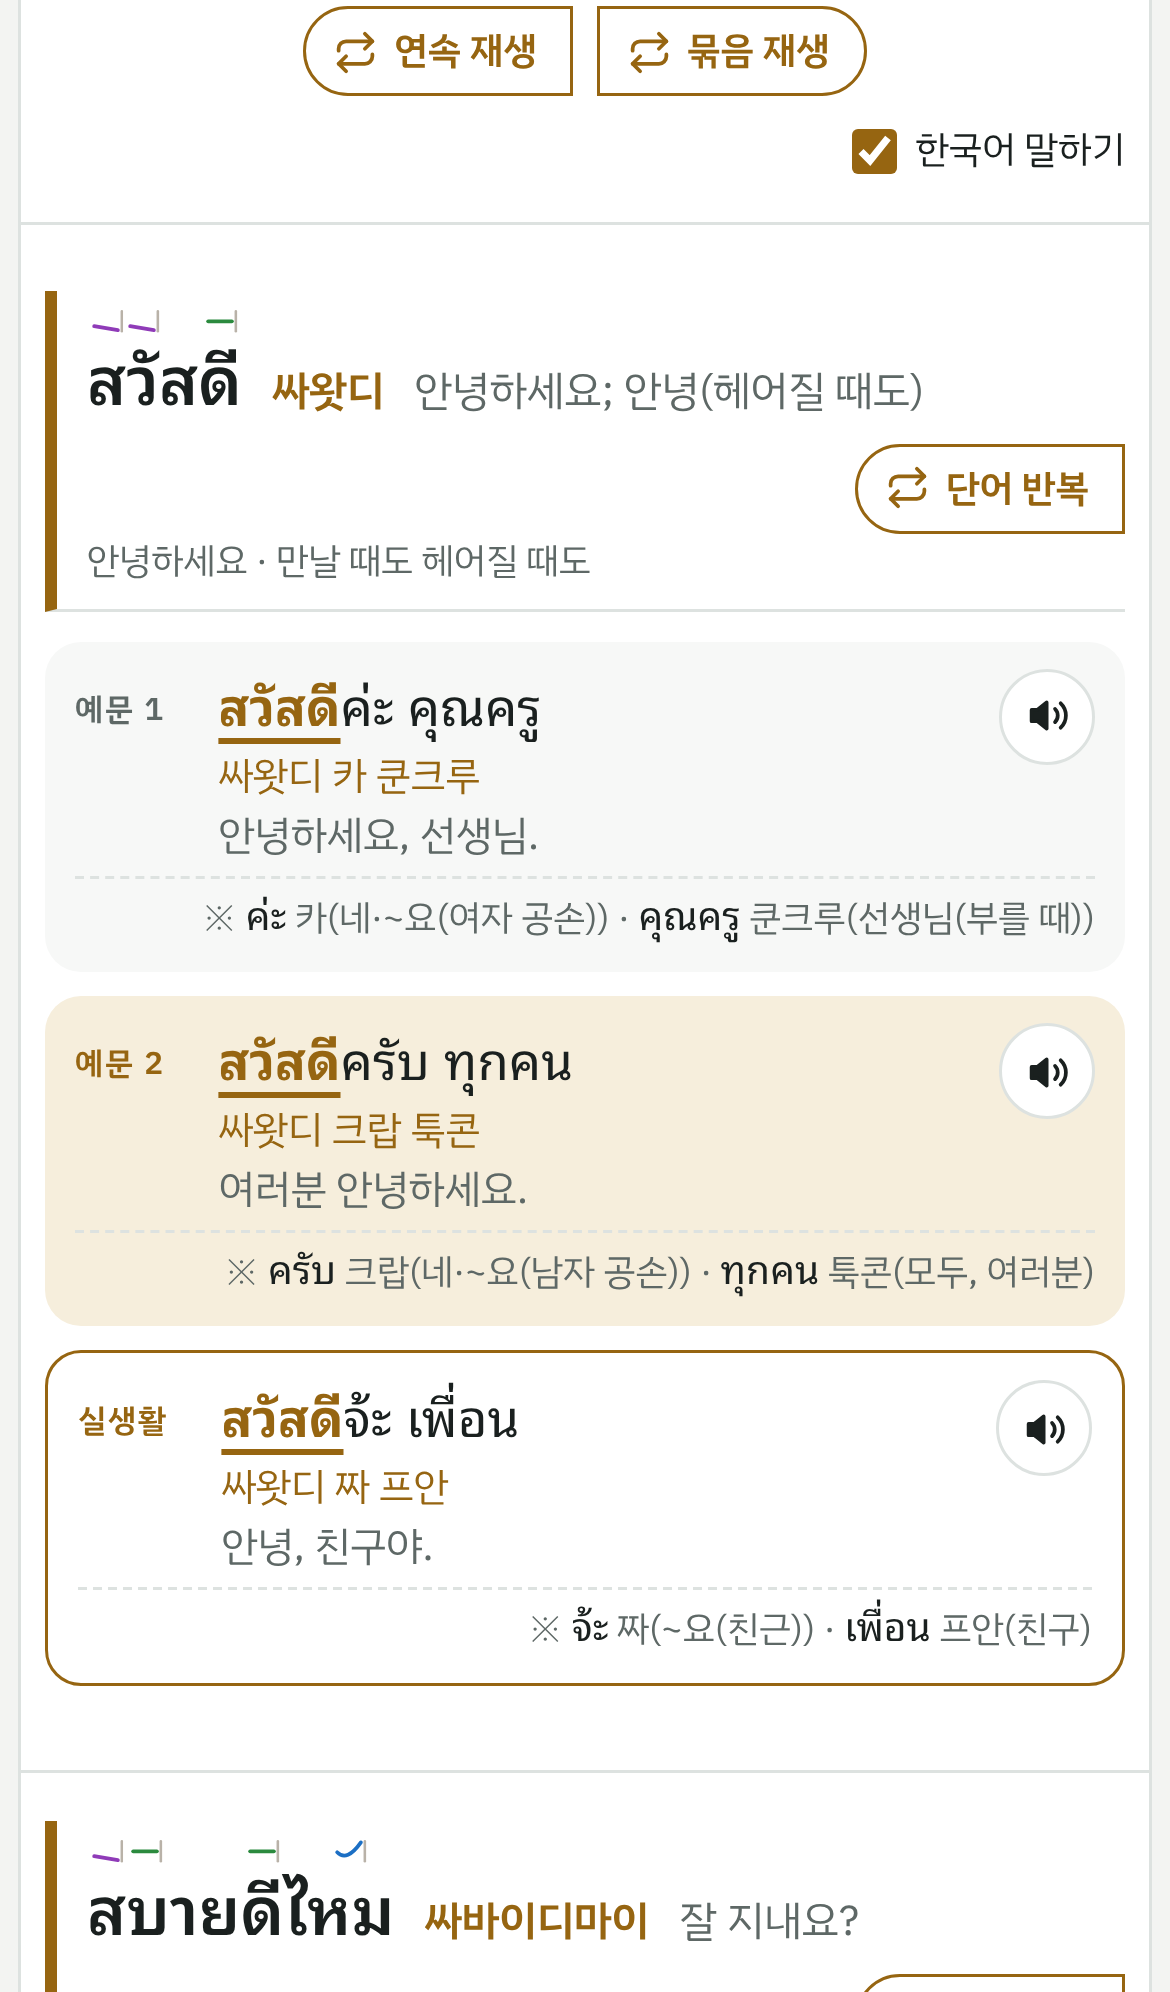 연속 재생 묶음 재생
한국어 말하기
สวัสดี 싸왓디 안녕하세요; 안녕(헤어질 때도)
단어 반복
안녕하세요 · 만날 때도 헤어질 때도
예문 1 สวัสดีค่ะ คุณครู
싸왓디 카 쿤크루
안녕하세요, 선생님.
※ ค่ะ 카(네·~요(여자 공손)) · คุณครู 쿤크루(선생님(부를 때))
예문 2 สวัสดีครับ ทุกคน
싸왓디 크랍 툭콘
여러분 안녕하세요.
※ ครับ 크랍(네·~요(남자 공손)) · ทุกคน 툭콘(모두, 여러분)
실생활 สวัสดีจ้ะ เพื่อน
싸왓디 짜 프안
안녕, 친구야.
※ จ้ะ 짜(~요(친근)) · เพื่อน 프안(친구)
สบายดีไหม 싸바이디마이 잘 지내요?